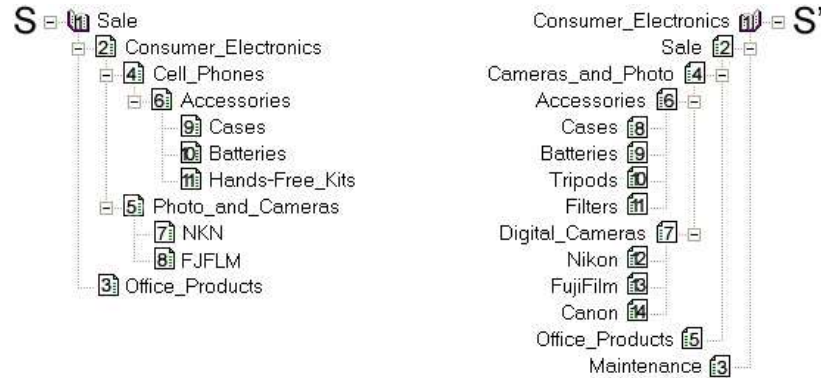 S 1 Sale
2 Consumer_Electronics
4 Cell_Phones
6 Accessories
9 Cases
10 Batteries
11 Hands-Free_Kits
5 Photo_and_Cameras
7 NKN
8 FJFLM
3 Office_Products
Consumer_Electronics 1 S'
Sale 2
Cameras_and_Photo 4
Accessories 6
Cases 8
Batteries 9
Tripods 10
Filters 11
Digital_Cameras 7
Nikon 12
FujiFilm 13
Canon 14
Office_Products 5
Maintenance 3